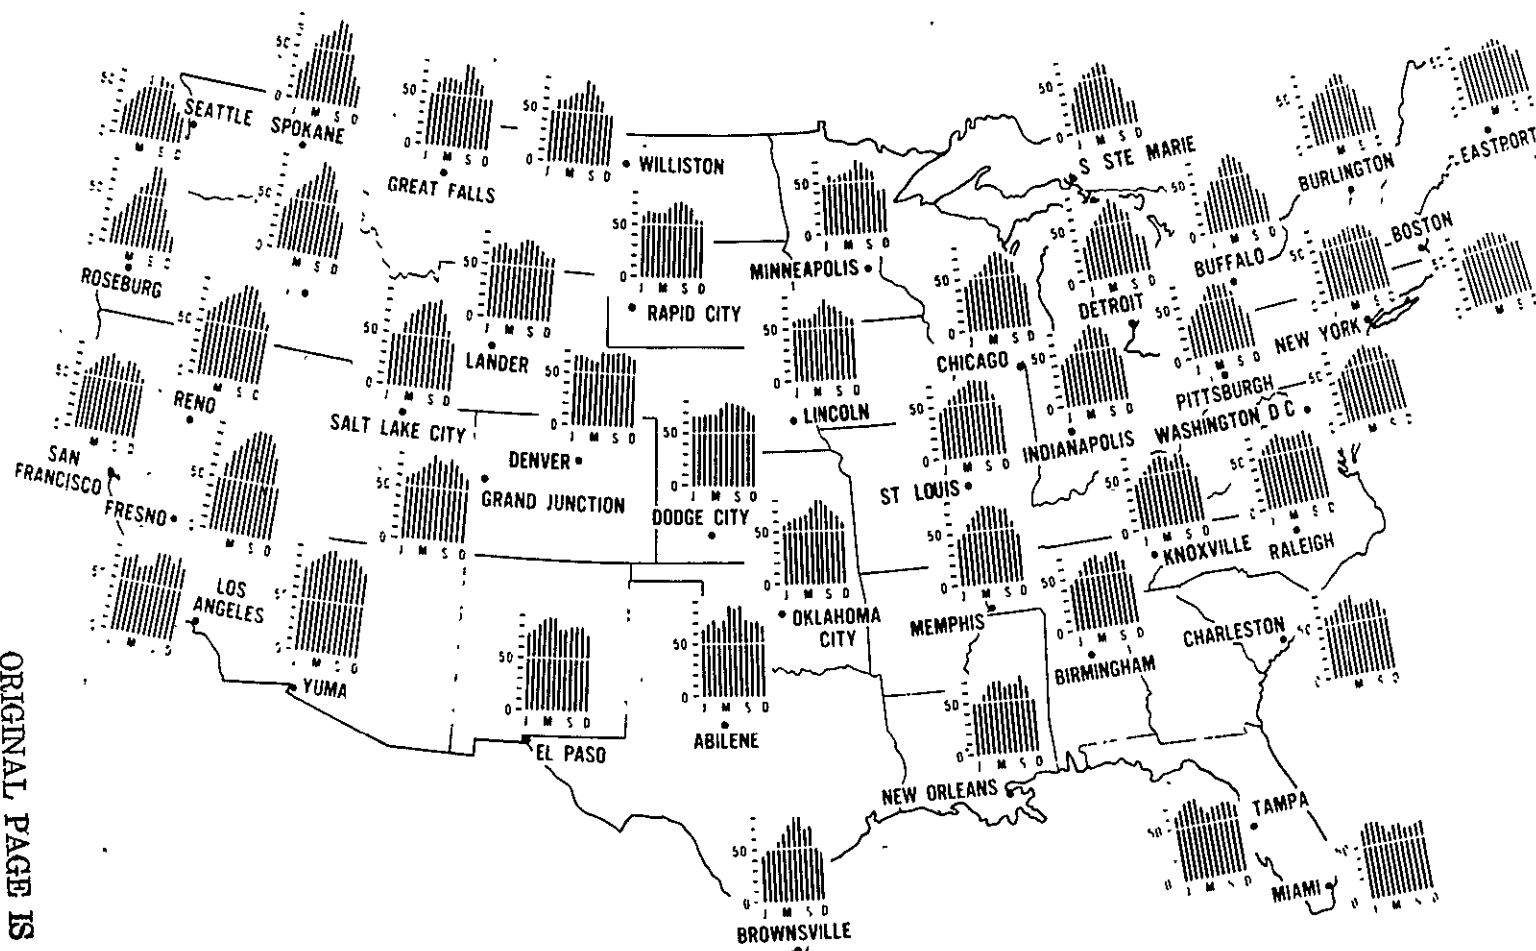 SEATTLE
SPOKANE
GREAT FALLS
WILLISTON
S STE MARIE
BURLINGTON
EASTPORT
ROSEBURG
LANDER
RAPID CITY
MINNEAPOLIS
BUFFALO
BOSTON
DETROIT
CHICAGO
NEW YORK
PITTSBURGH
RENO
SALT LAKE CITY
DENVER
LINCOLN
INDIANAPOLIS
WASHINGTON D C
SAN
FRANCISCO
FRESNO
GRAND JUNCTION
DODGE CITY
ST LOUIS
KNOXVILLE
RALEIGH
LOS
ANGELES
YUMA
OKLAHOMA
CITY
MEMPHIS
BIRMINGHAM
CHARLESTON
EL PASO
ABILENE
NEW ORLEANS
TAMPA
MIAMI
BROWNSVILLE
50
0
J M S D
ORIGINAL PAGE IS